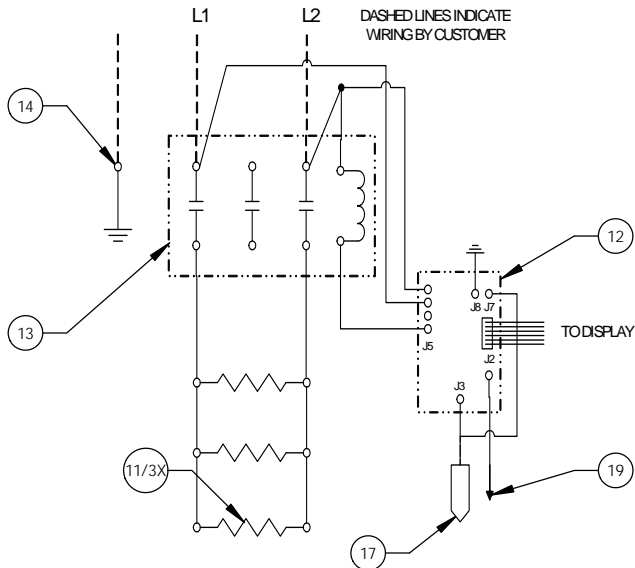 L1
L2
DASHED LINES INDICATE
WIRING BY CUSTOMER
14
13
12
J8 J7
TO DISPLAY
J5
J2
J3
11/3X
19
17